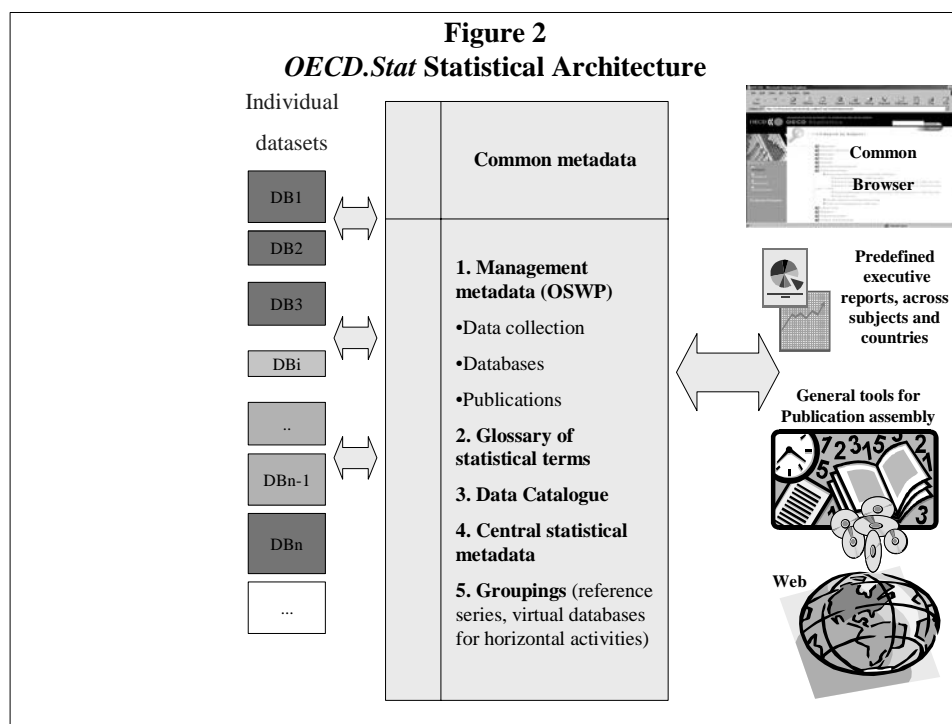 Figure 2
OECD.Stat Statistical Architecture
Individual
datasets
DB1
DB2
DB3
DBi
..
DBn-1
DBn
...
Common metadata
1. Management
metadata (OSWP)
•Data collection
•Databases
•Publications
2. Glossary of
statistical terms
3. Data Catalogue
4. Central statistical
metadata
5. Groupings (reference
series, virtual databases
for horizontal activities)
Common
Browser
Predefined
executive
reports, across
subjects and
countries
General tools for
Publication assembly
Web